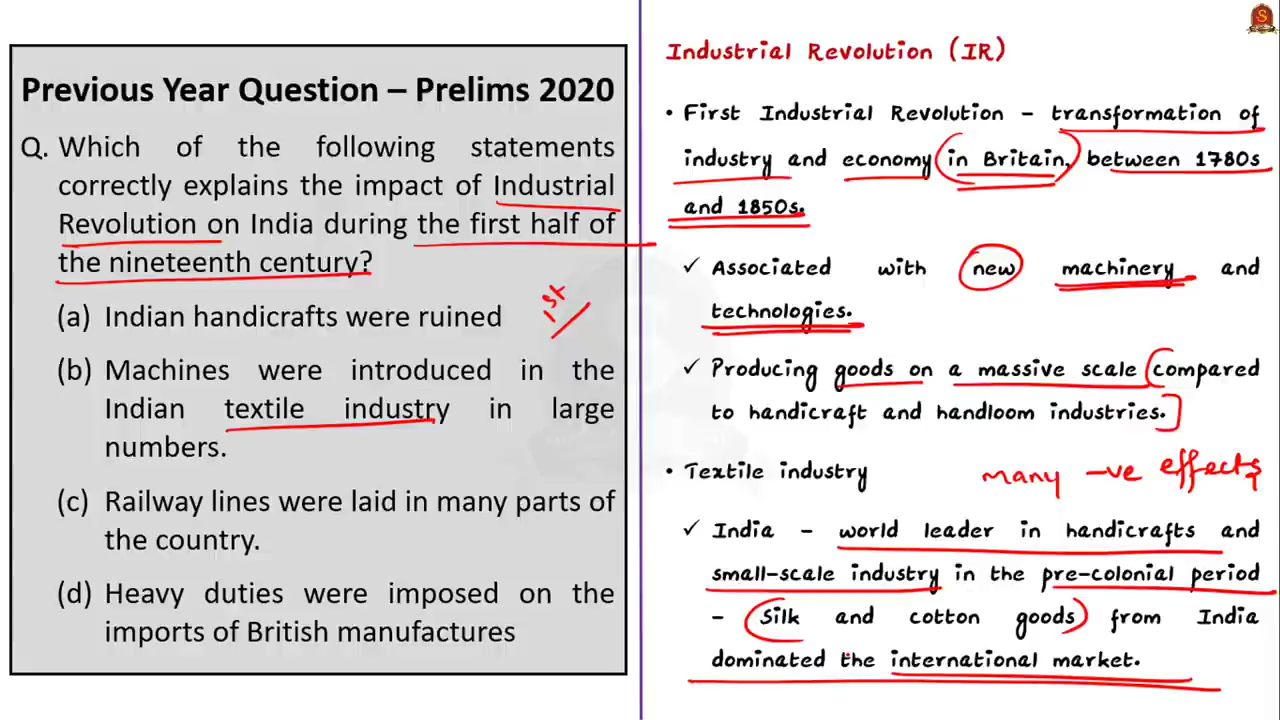 Previous Year Question – Prelims 2020
Q. Which of the following statements
correctly explains the impact of Industrial
Revolution on India during the first half of
the nineteenth century?
(a) Indian handicrafts were ruined
1st
(b) Machines were introduced in the
Indian textile industry in large
numbers.
(c) Railway lines were laid in many parts of
the country.
(d) Heavy duties were imposed on the
imports of British manufactures
Industrial Revolution (IR)
• First Industrial Revolution – transformation of
industry and economy in Britain, between 1780s
and 1850s.
✓ Associated with new machinery and
technologies.
✓ Producing goods on a massive scale compared
to handicraft and handloom industries.
• Textile industry
many -ve effects
✓ India – world leader in handicrafts and
small-scale industry in the pre-colonial period
– Silk and cotton goods from India
dominated the international market.